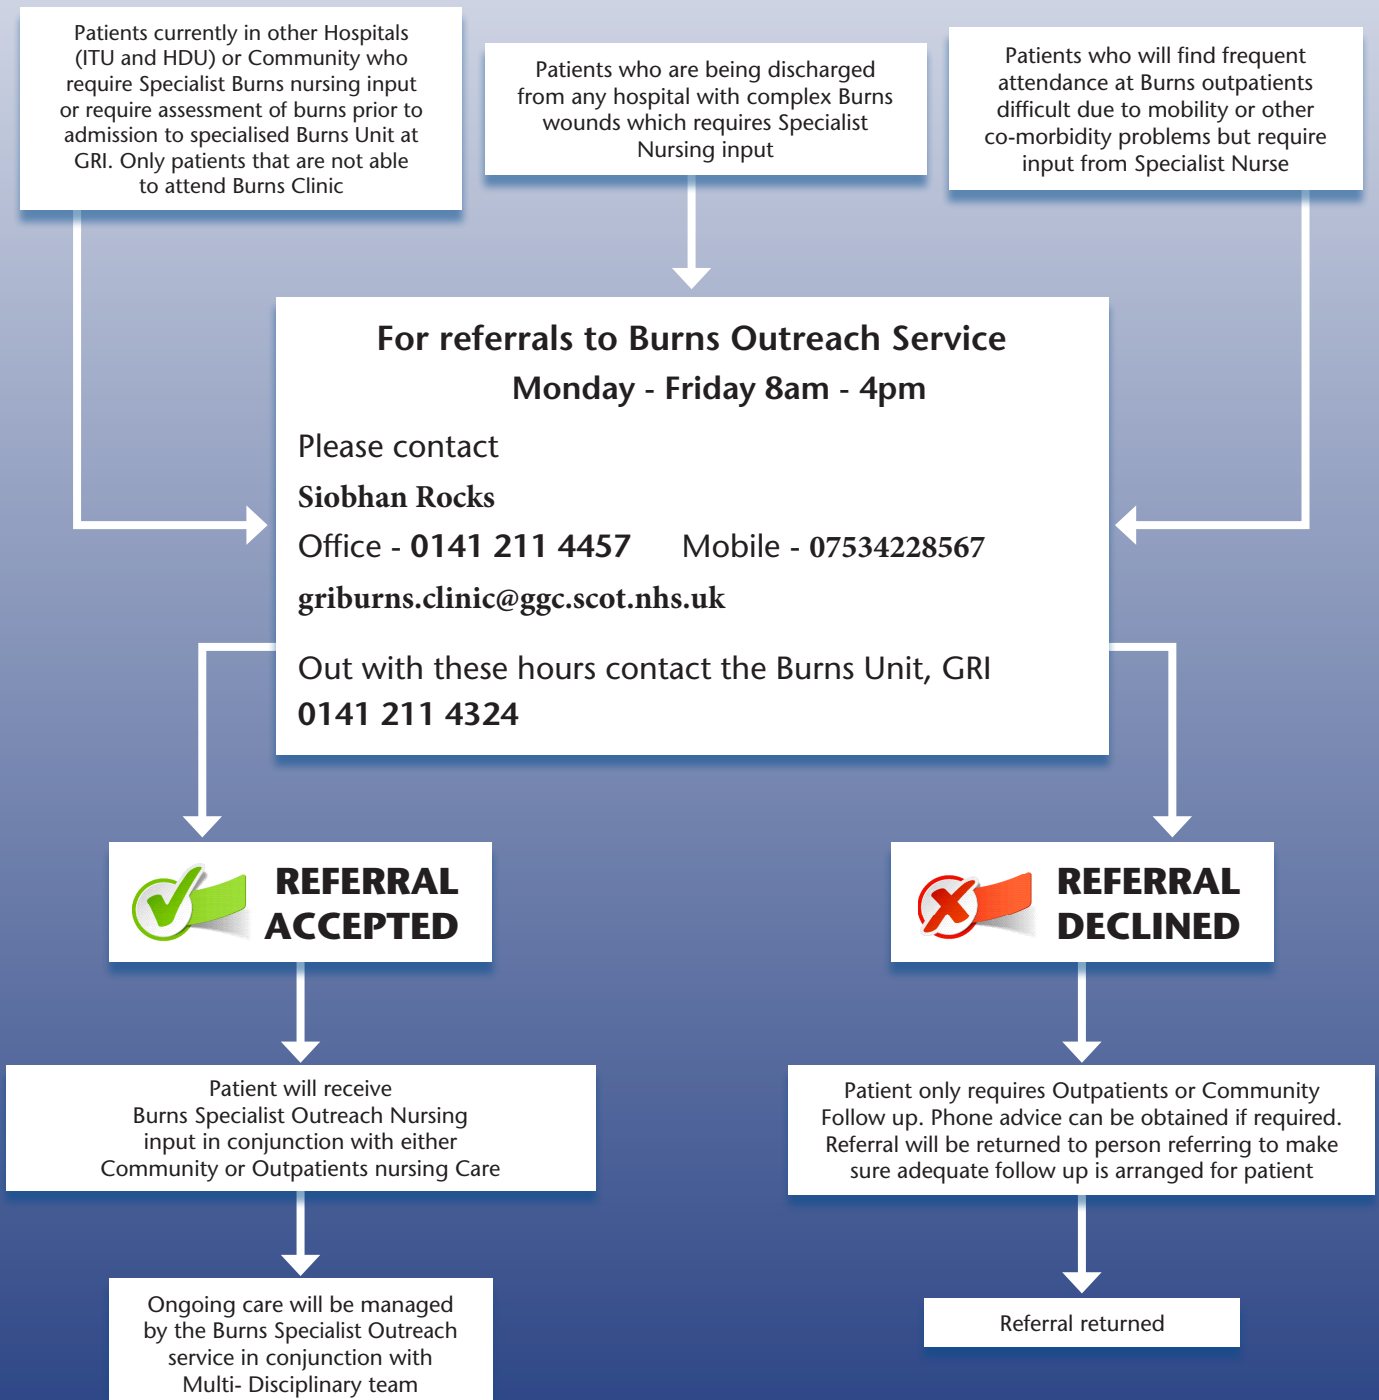 Patients currently in other Hospitals
(ITU and HDU) or Community who
require Specialist Burns nursing input
or require assessment of burns prior to
admission to specialised Burns Unit at
GRI. Only patients that are not able
to attend Burns Clinic
Patients who are being discharged
from any hospital with complex Burns
wounds which requires Specialist
Nursing input
Patients who will find frequent
attendance at Burns outpatients
difficult due to mobility or other
co-morbidity problems but require
input from Specialist Nurse
For referrals to Burns Outreach Service
Monday - Friday 8am - 4pm
Please contact
Siobhan Rocks
Office - 0141 211 4457 Mobile - 07534228567
griburns.clinic@ggc.scot.nhs.uk
Out with these hours contact the Burns Unit, GRI
0141 211 4324
REFERRAL
ACCEPTED
REFERRAL
DECLINED
Patient will receive
Burns Specialist Outreach Nursing
input in conjunction with either
Community or Outpatients nursing Care
Patient only requires Outpatients or Community
Follow up. Phone advice can be obtained if required.
Referral will be returned to person referring to make
sure adequate follow up is arranged for patient
Ongoing care will be managed
by the Burns Specialist Outreach
service in conjunction with
Multi- Disciplinary team
Referral returned